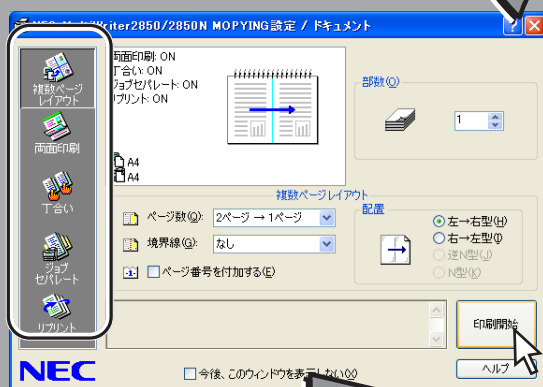 NEC MultiWriter2850/2850N MOPYING設定 / ドキュメント
複数ページ
レイアウト
両面印刷
丁合い
ジョブ
セパレート
リプリント
両面印刷: ON
丁合い: ON
ジョブセパレート: ON
リプリント: ON
A4
A4
部数(O)
1
複数ページレイアウト
ページ数(Q): 2ページ → 1ページ
境界線(G): なし
ページ番号を付加する(E)
配置
左→右型(H)
右→左型(I)
逆N型(J)
N型(K)
印刷開始
NEC
今後、このウィンドウを表示しない(X)
ヘルプ